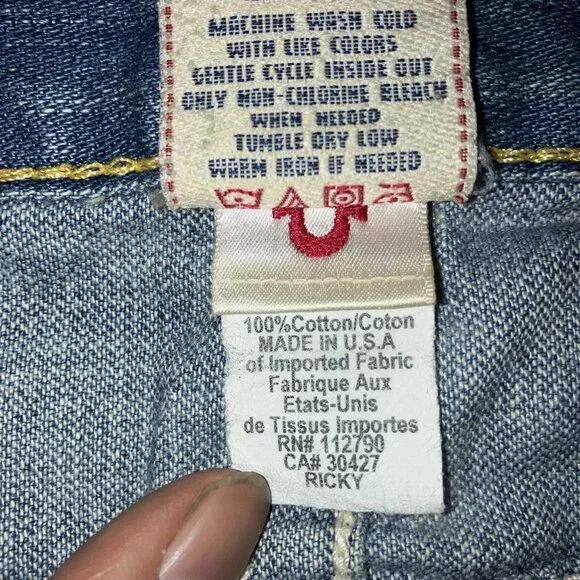 MACHINE WASH COLD
WITH LIKE COLORS
GENTLE CYCLE INSIDE OUT
ONLY NON-CHLORINE BLEACH
WHEN NEEDED
TUMBLE DRY LOW
WARM IRON IF NEEDED
100%Cotton/Coton
MADE IN U.S.A
of Imported Fabric
Fabrique Aux
Etats-Unis
de Tissus Importes
RN# 112790
CA# 30427
RICKY